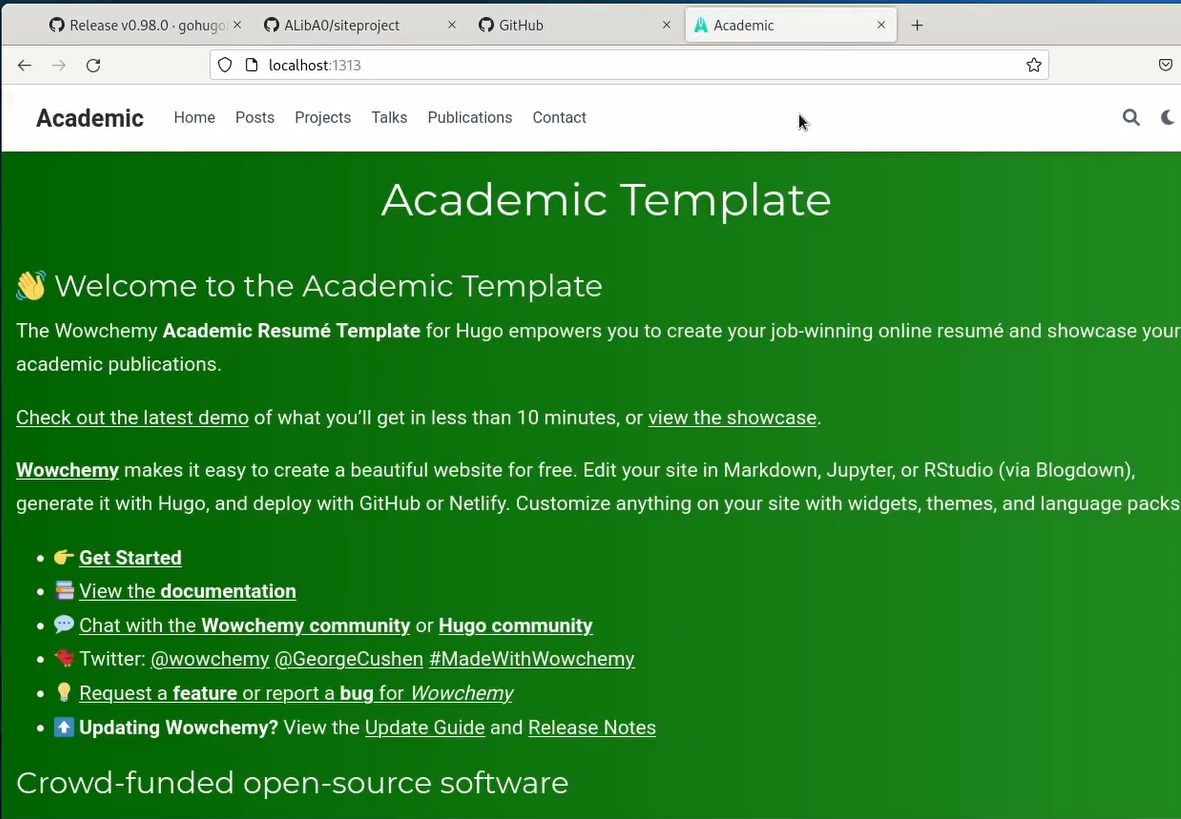 Release v0.98.0 · gohugoi
ALibA0/siteproject
GitHub
Academic
localhost:1313
Academic Home Posts Projects Talks Publications Contact
Academic Template
👋 Welcome to the Academic Template
The Wowchemy Academic Resumé Template for Hugo empowers you to create your job-winning online resumé and showcase your
academic publications.
Check out the latest demo of what you’ll get in less than 10 minutes, or view the showcase.
Wowchemy makes it easy to create a beautiful website for free. Edit your site in Markdown, Jupyter, or RStudio (via Blogdown),
generate it with Hugo, and deploy with GitHub or Netlify. Customize anything on your site with widgets, themes, and language packs
• 👉 Get Started
• 📚 View the documentation
• 💬 Chat with the Wowchemy community or Hugo community
• 🐦 Twitter: @wowchemy @GeorgeCushen #MadeWithWowchemy
• 💡 Request a feature or report a bug for Wowchemy
• ⬆️ Updating Wowchemy? View the Update Guide and Release Notes
Crowd-funded open-source software